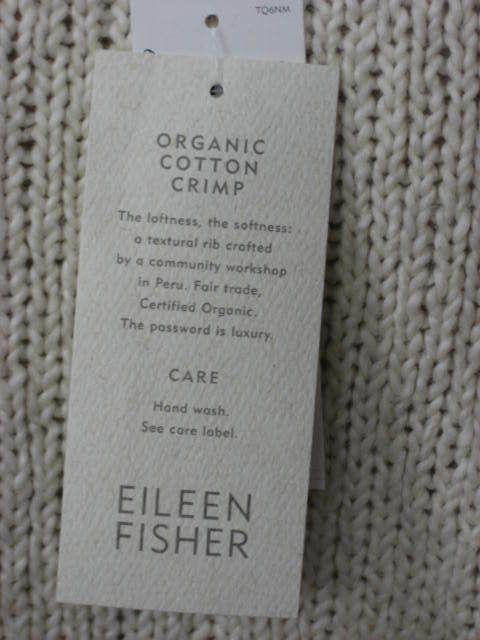 TQ6NM
ORGANIC
COTTON
CRIMP
The loftness, the softness:
a textural rib crafted
by a community workshop
in Peru. Fair trade,
Certified Organic.
The password is luxury.
CARE
Hand wash.
See care label.
EILEEN
FISHER